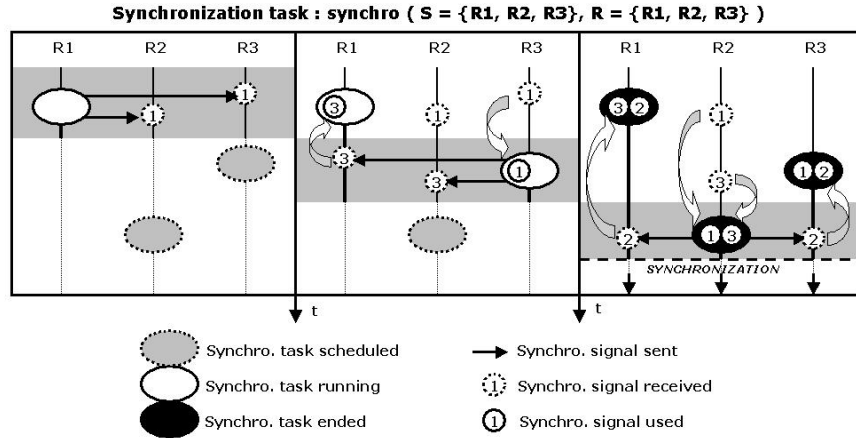 Synchronization task : synchro ( S = {R1, R2, R3}, R = {R1, R2, R3} )
R1 R2 R3 R1 R2 R3 R1 R2 R3
1 1 3 1 1 3 2 1
3 3 1 1 2
3
2 1 3 2
SYNCHRONIZATION
t t
Synchro. task scheduled Synchro. signal sent
Synchro. task running 1 Synchro. signal received
Synchro. task ended 1 Synchro. signal used